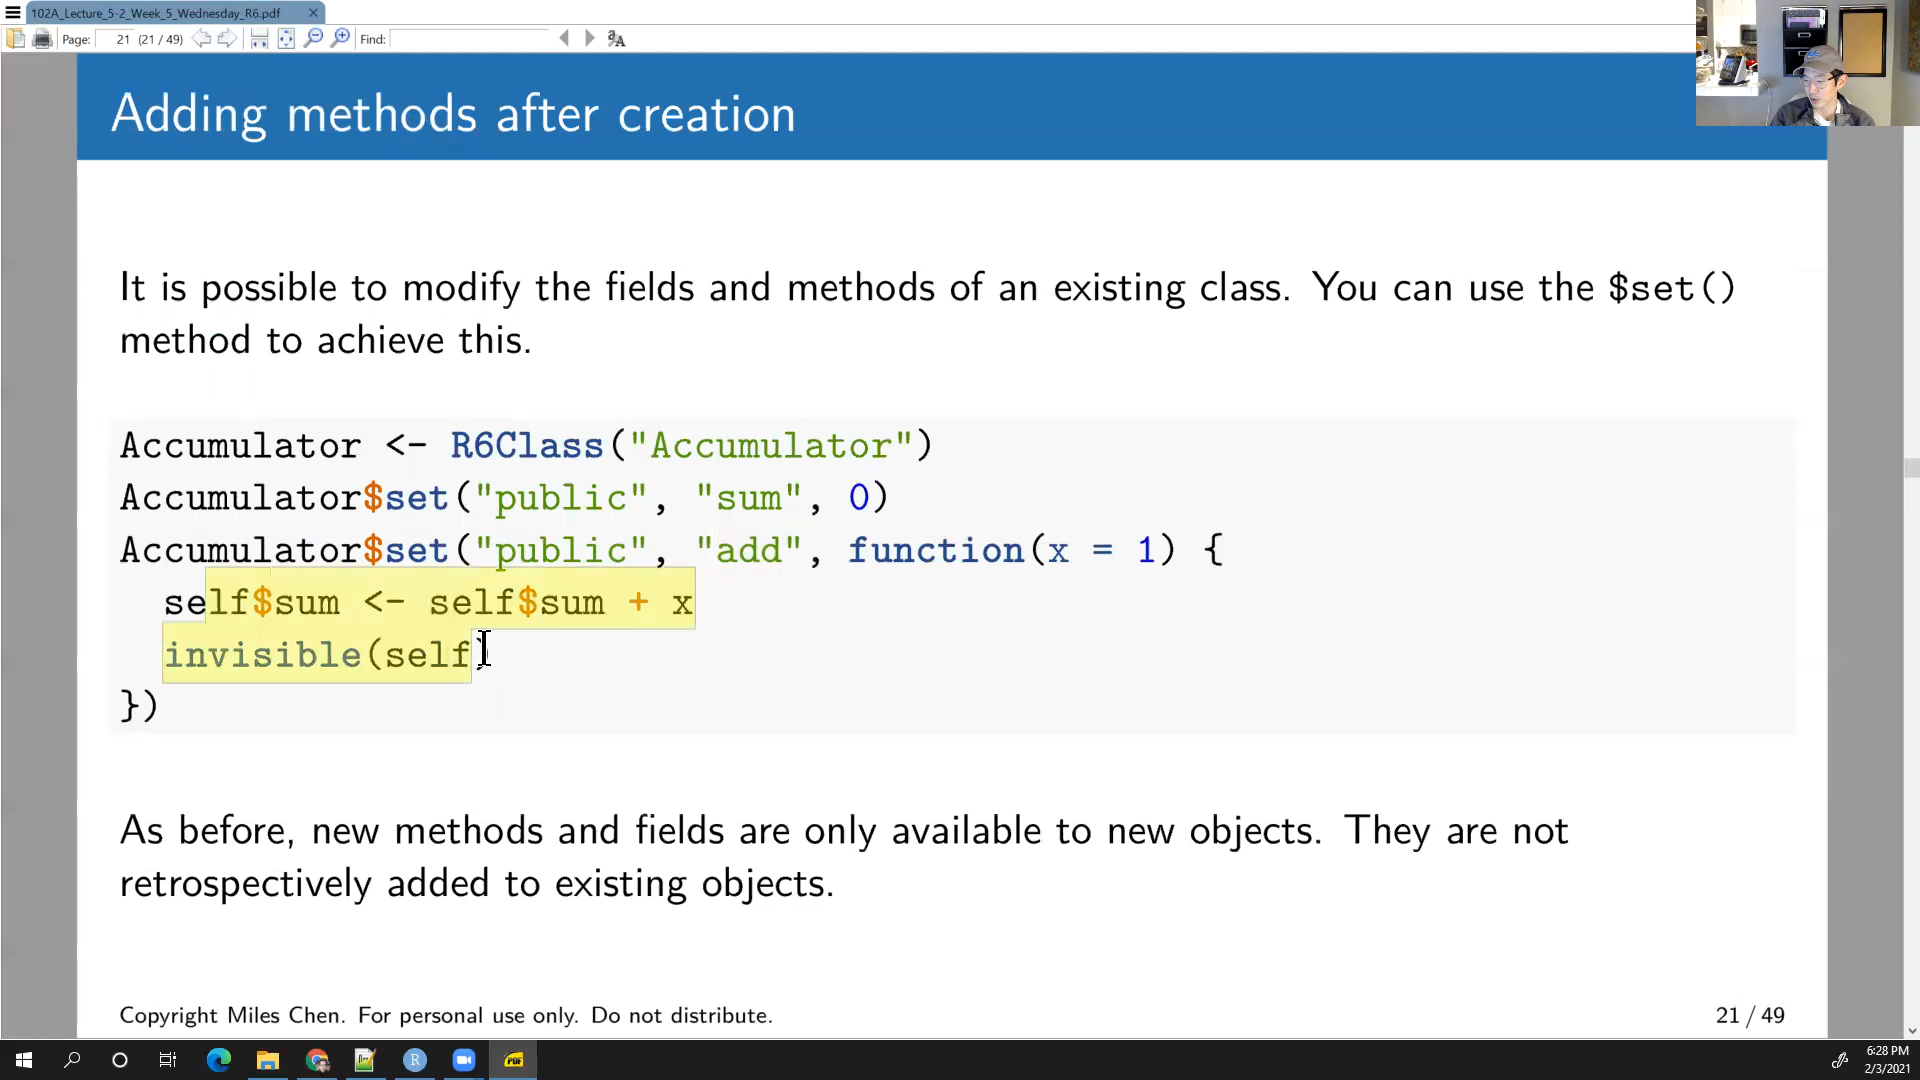 102A_Lecture_5-2_Week_5_Wednesday_R6.pdf
Page: 21 (21 / 49) Find:
Adding methods after creation
It is possible to modify the fields and methods of an existing class. You can use the $set()
method to achieve this.
Accumulator <- R6Class("Accumulator")
Accumulator$set("public", "sum", 0)
Accumulator$set("public", "add", function(x = 1) {
self$sum <- self$sum + x
invisible(self)
})
As before, new methods and fields are only available to new objects. They are not
retrospectively added to existing objects.
Copyright Miles Chen. For personal use only. Do not distribute.
21 / 49
6:28 PM
2/3/2021